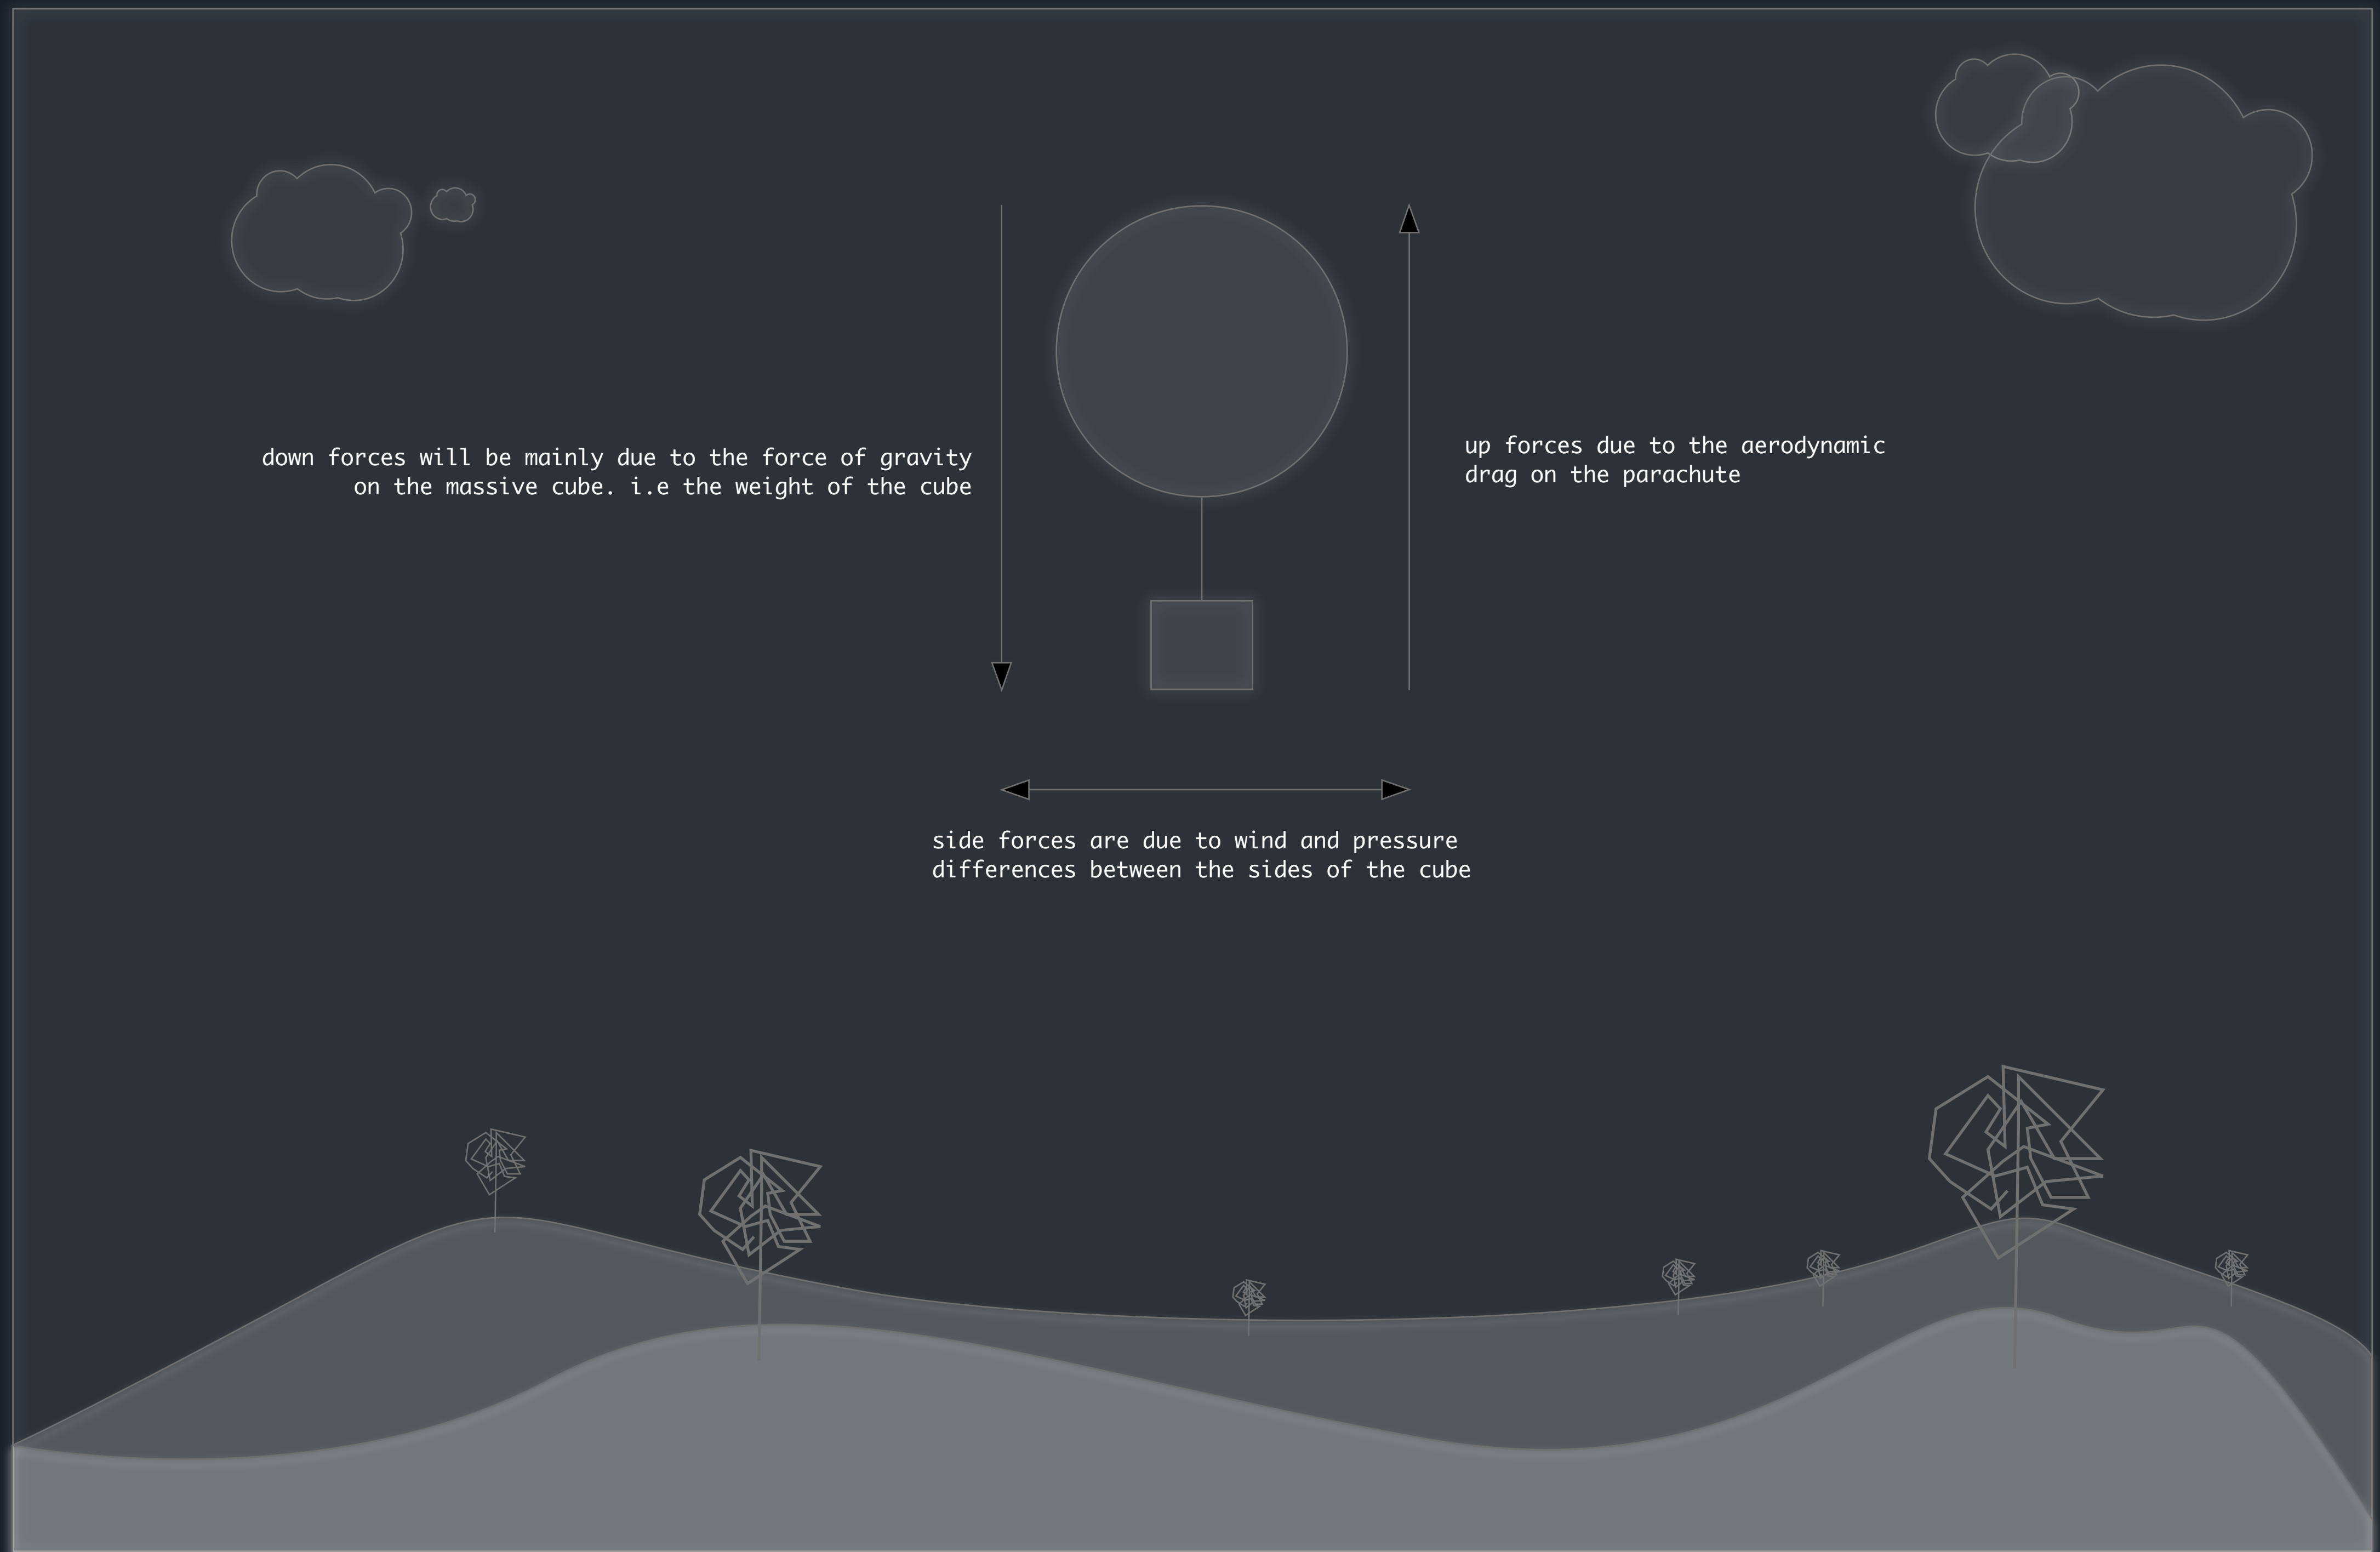 down forces will be mainly due to the force of gravity
on the massive cube. i.e the weight of the cube
up forces due to the aerodynamic
drag on the parachute
side forces are due to wind and pressure
differences between the sides of the cube